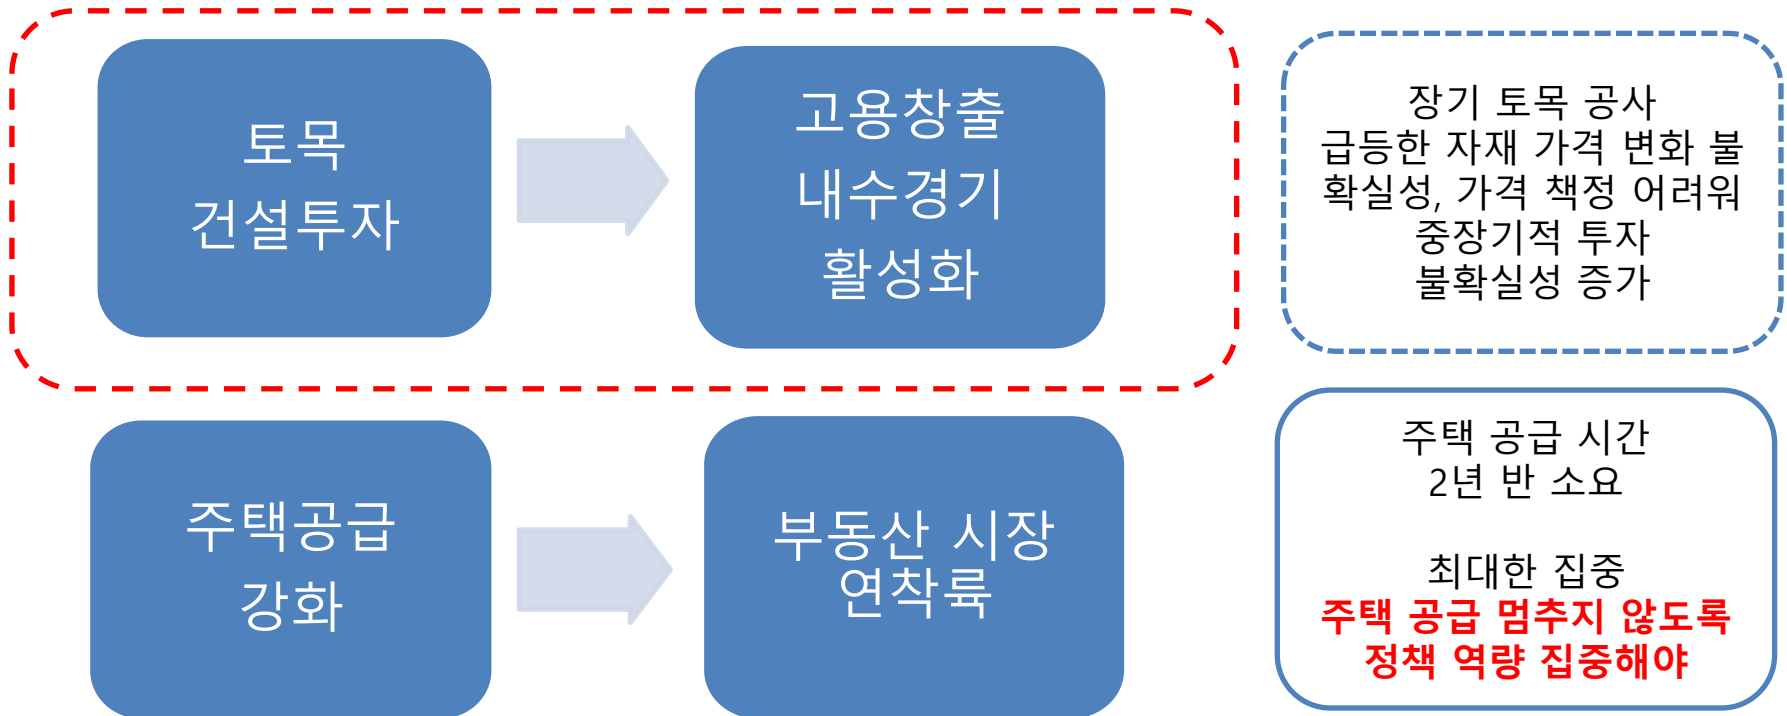 토목
건설투자
고용창출
내수경기
활성화
장기 토목 공사
급등한 자재 가격 변화 불
확실성, 가격 책정 어려워
중장기적 투자
불확실성 증가
주택공급
강화
부동산 시장
연착륙
주택 공급 시간
2년 반 소요
최대한 집중
주택 공급 멈추지 않도록
정책 역량 집중해야